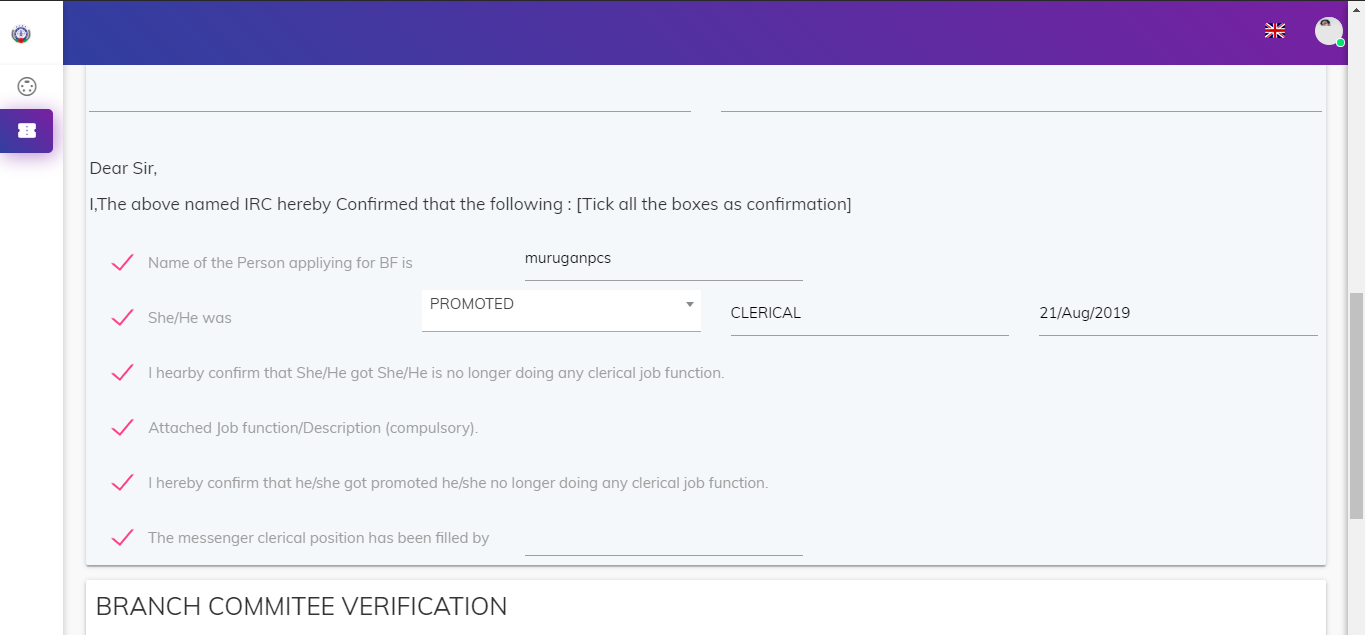 Dear Sir,
I,The above named IRC hereby Confirmed that the following : [Tick all the boxes as confirmation]
Name of the Person appliying for BF is muruganpcs
She/He was PROMOTED CLERICAL 21/Aug/2019
I hearby confirm that She/He got She/He is no longer doing any clerical job function.
Attached Job function/Description (compulsory).
I hereby confirm that he/she got promoted he/she no longer doing any clerical job function.
The messenger clerical position has been filled by
BRANCH COMMITEE VERIFICATION